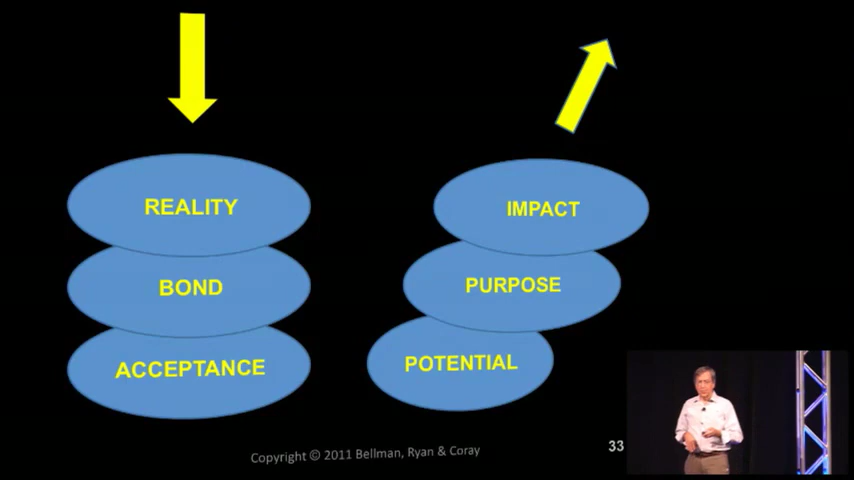 REALITY
BOND
ACCEPTANCE
IMPACT
PURPOSE
POTENTIAL
Copyright © 2011 Bellman, Ryan & Coray
33